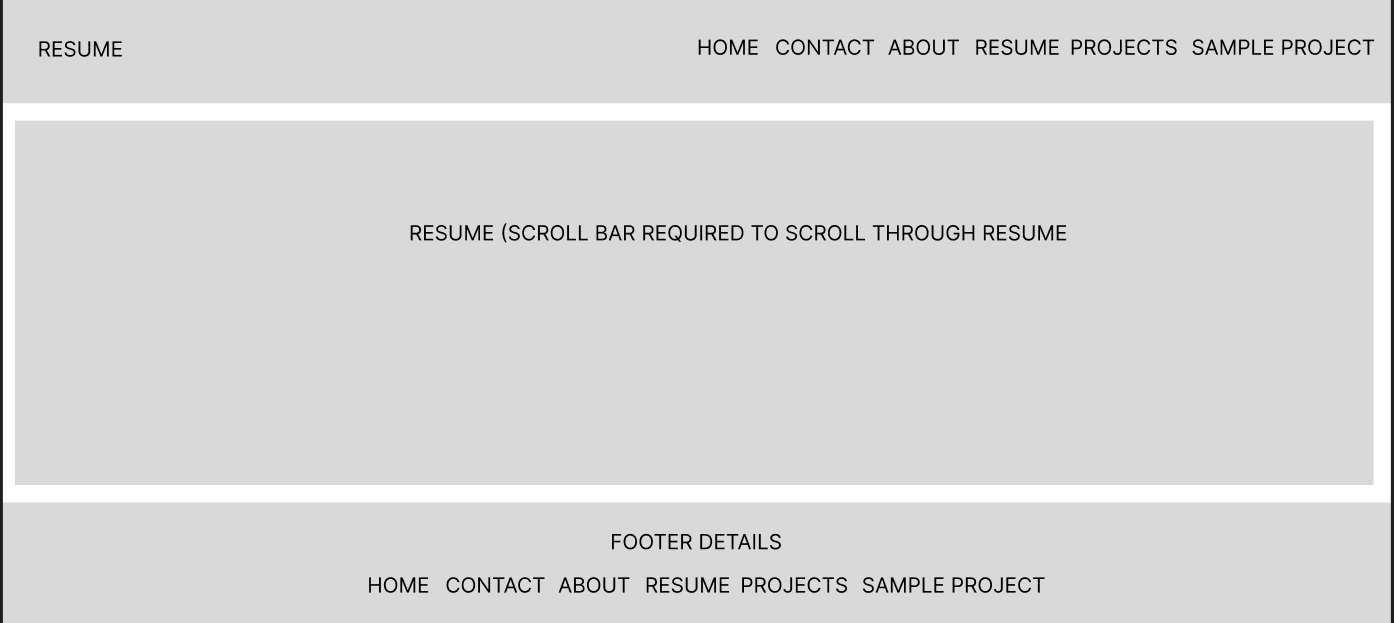 RESUME
HOME CONTACT ABOUT RESUME PROJECTS SAMPLE PROJECT
RESUME (SCROLL BAR REQUIRED TO SCROLL THROUGH RESUME
FOOTER DETAILS
HOME CONTACT ABOUT RESUME PROJECTS SAMPLE PROJECT